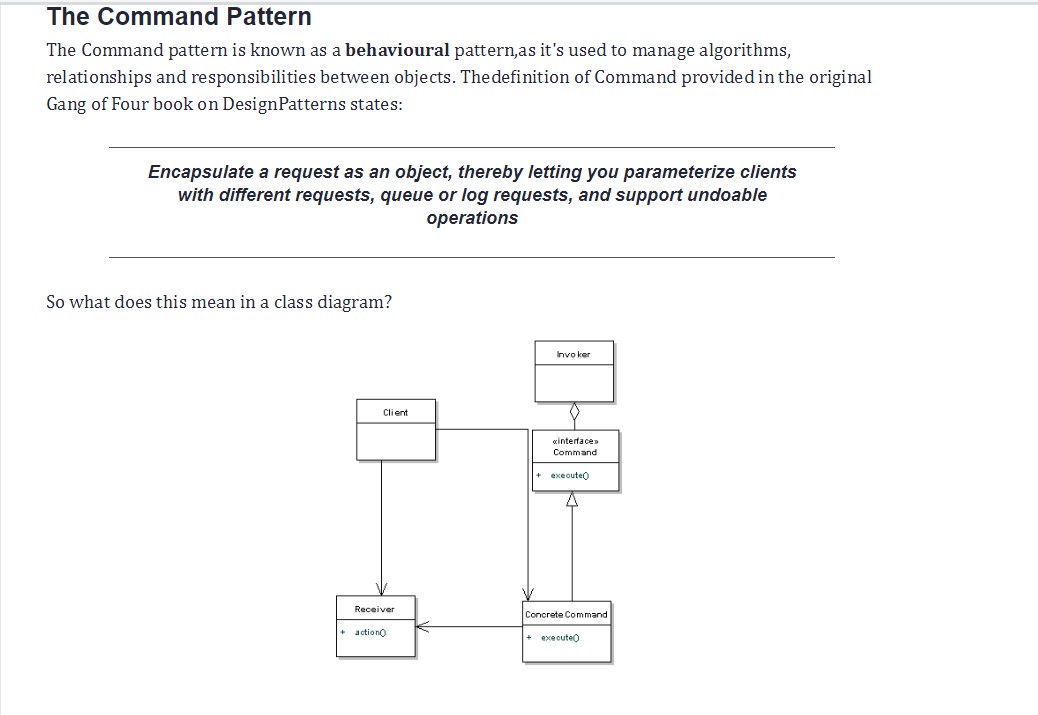 The Command Pattern
The Command pattern is known as a behavioural pattern,as it's used to manage algorithms,
relationships and responsibilities between objects. Thedefinition of Command provided in the original
Gang of Four book on DesignPatterns states:
Encapsulate a request as an object, thereby letting you parameterize clients
with different requests, queue or log requests, and support undoable
operations
So what does this mean in a class diagram?
Invoker
Client
«interface»
Command
+ execute()
Receiver
+ action()
Concrete Command
+ execute()